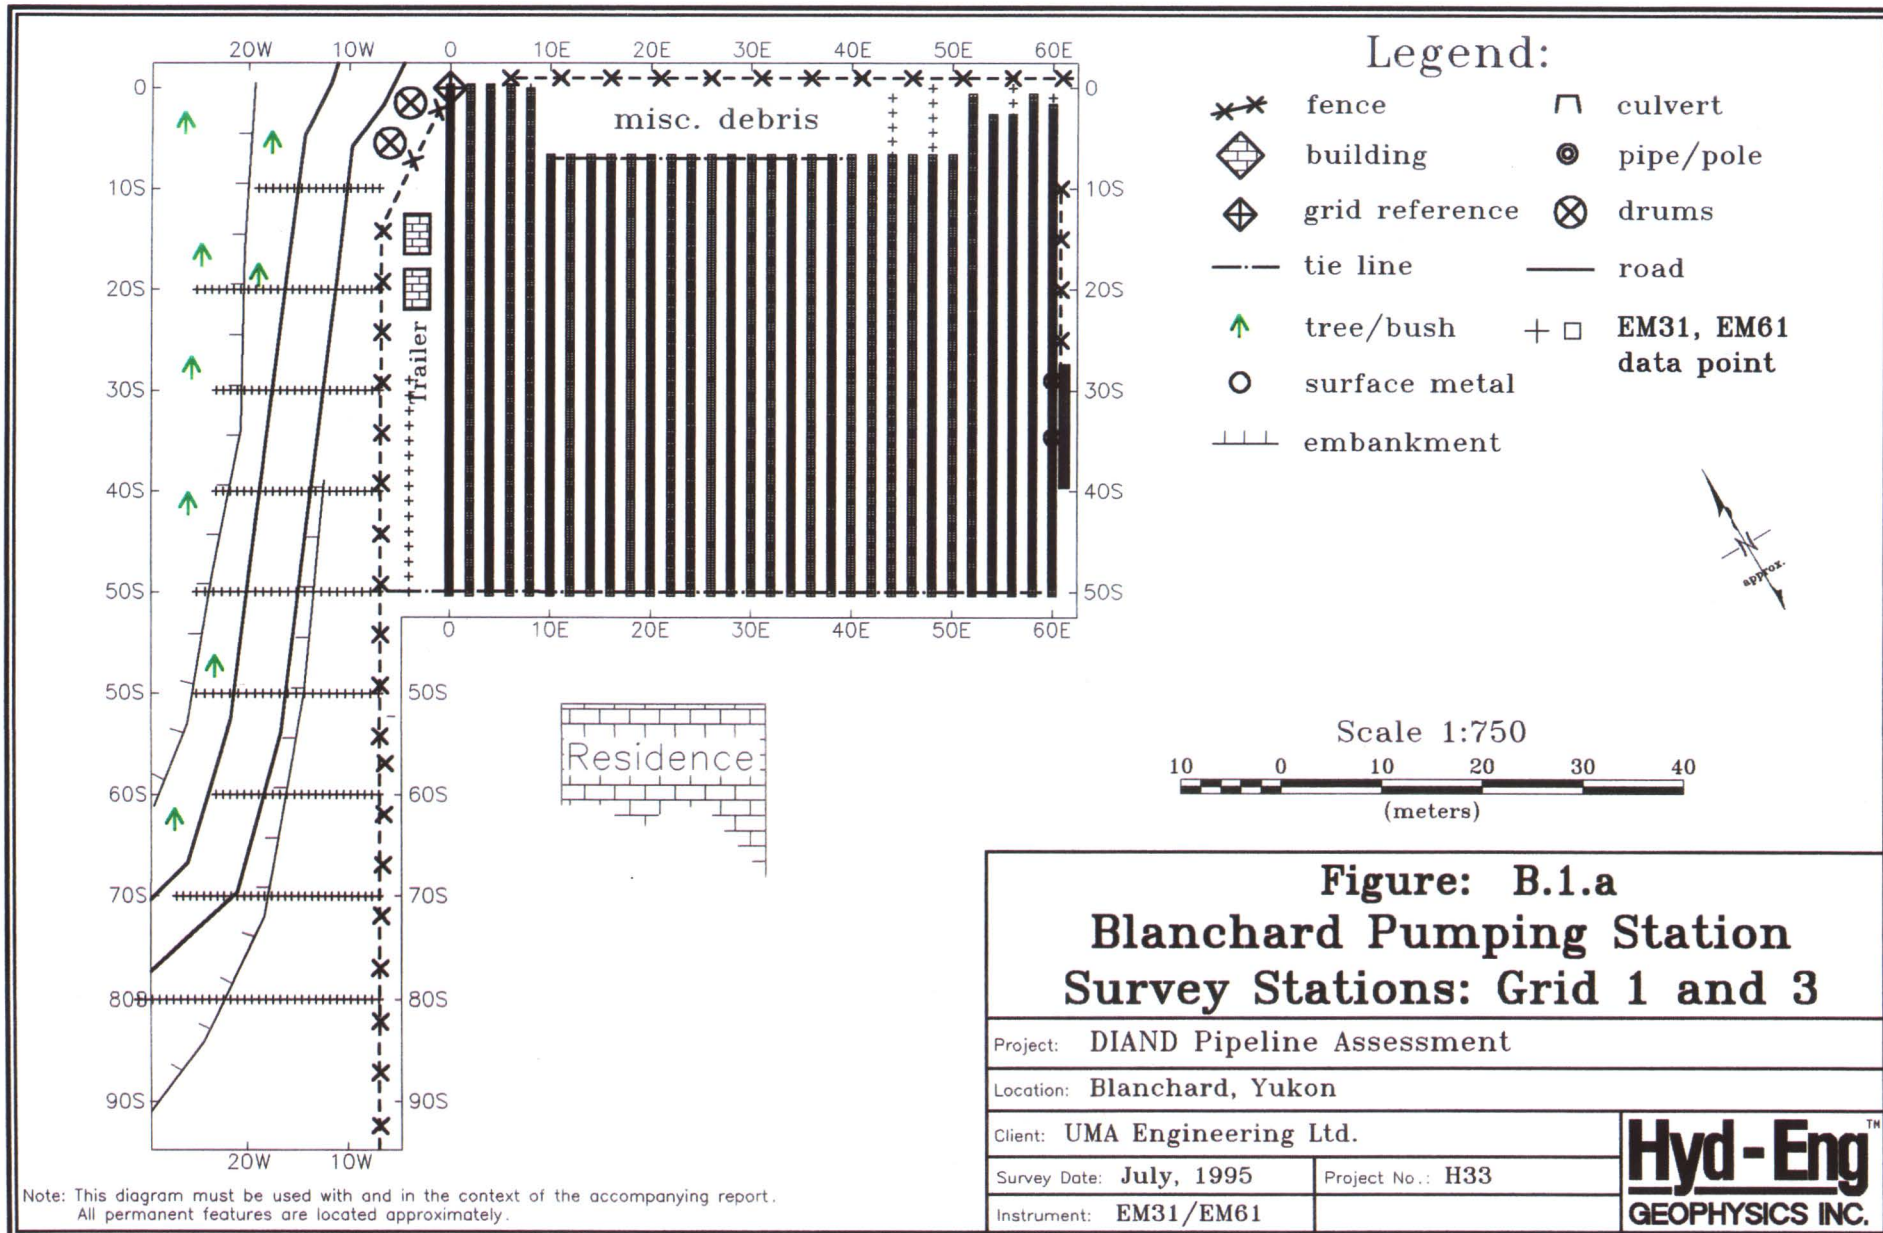 20W 10W 0 10E 20E 30E 40E 50E 60E
0
10S
20S
30S
40S
50S
50S
60S
70S
80S
90S
20W 10W
misc. debris
Trailer
0
10S
20S
30S
40S
50S
0 10E 20E 30E 40E 50E 60E
50S
60S
70S
80S
90S
Residence
Legend:
fence
culvert
building
pipe/pole
grid reference
drums
tie line
road
tree/bush
EM31, EM61
data point
surface metal
embankment
N
approx.
Scale 1:750
10 0 10 20 30 40
(meters)
Figure: B.1.a
Blanchard Pumping Station
Survey Stations: Grid 1 and 3
Project: DIAND Pipeline Assessment
Location: Blanchard, Yukon
Client: UMA Engineering Ltd.
Survey Date: July, 1995 Project No.: H33
Instrument: EM31/EM61
Hyd-Eng™
GEOPHYSICS INC.
Note: This diagram must be used with and in the context of the accompanying report.
All permanent features are located approximately.